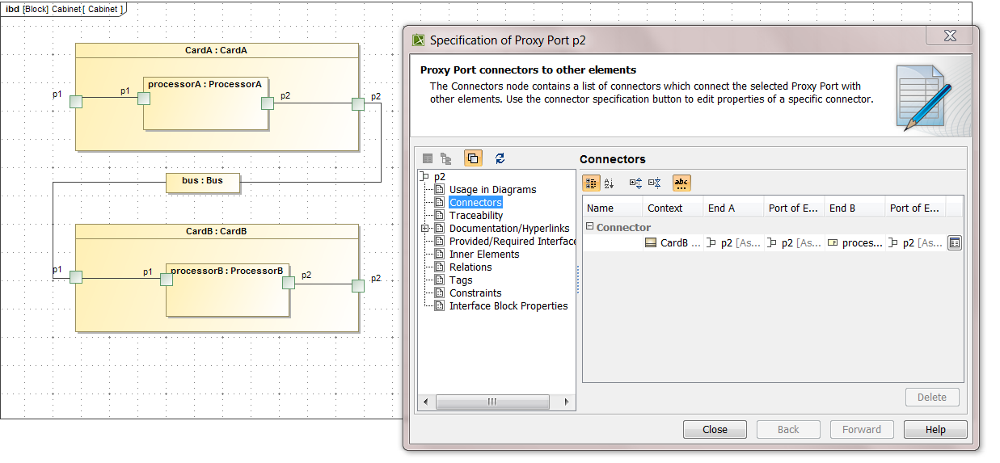 ibd [Block] Cabinet [ Cabinet ]
CardA : CardA
p1
p1
processorA : ProcessorA
p2
p2
bus : Bus
CardB : CardB
p1
p1
processorB : ProcessorB
p2
p2
Specification of Proxy Port p2
Proxy Port connectors to other elements
The Connectors node contains a list of connectors which connect the selected Proxy Port with
other elements. Use the connector specification button to edit properties of a specific connector.
p2
Usage in Diagrams
Connectors
Traceability
Documentation/Hyperlinks
Provided/Required Interface
Inner Elements
Relations
Tags
Constraints
Interface Block Properties
Connectors
abc
Name Context End A Port of E... End B Port of E...
Connector
CardB ... p2 [As... p2 [As... proces... p2 [As...
Delete
Close Back Forward Help